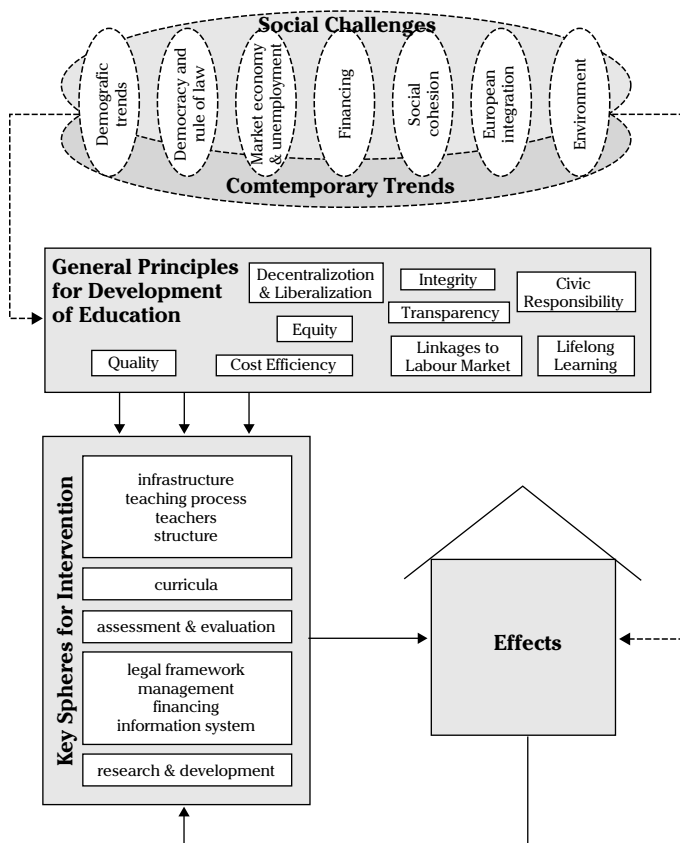 Social Challenges
Demografic
trends
Democracy and
rule of law
Market economy
& unemployment
Financing
Social
cohesion
European
integration
Environment
Comtemporary Trends
General Principles
for Development
of Education
Decentralizotion
& Liberalization
Integrity
Civic
Responsibility
Transparency
Equity
Quality
Cost Efficiency
Linkages to
Labour Market
Lifelong
Learning
Key Spheres for Intervention
infrastructure
teaching process
teachers
structure
curricula
assessment & evaluation
legal framework
management
financing
information system
research & development
Effects